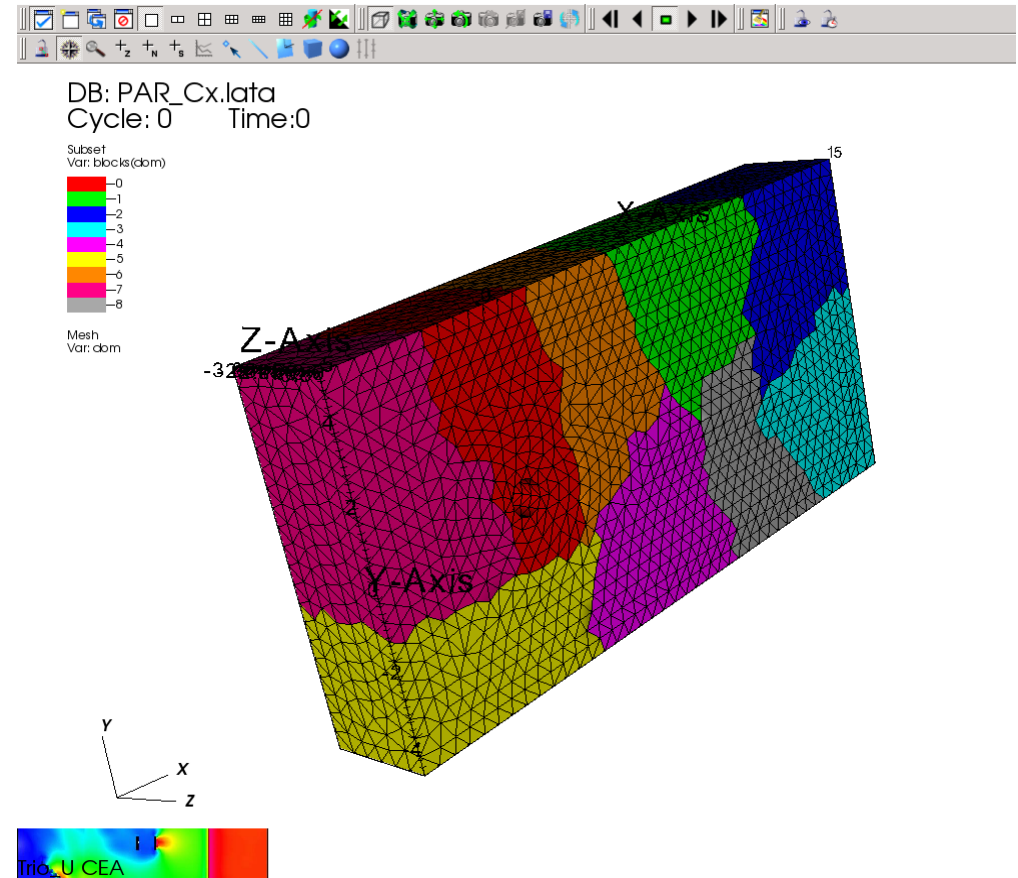 DB: PAR_Cx.lata
Cycle: 0 Time:0
Subset
Var: blocks(dom)
0
1
2
3
4
5
6
7
8
Mesh
Var: dom
15
X-Axis
Z-Axis
-3
4
2
Y-Axis
-2
-4
Y
X
Z
Trio_U CEA